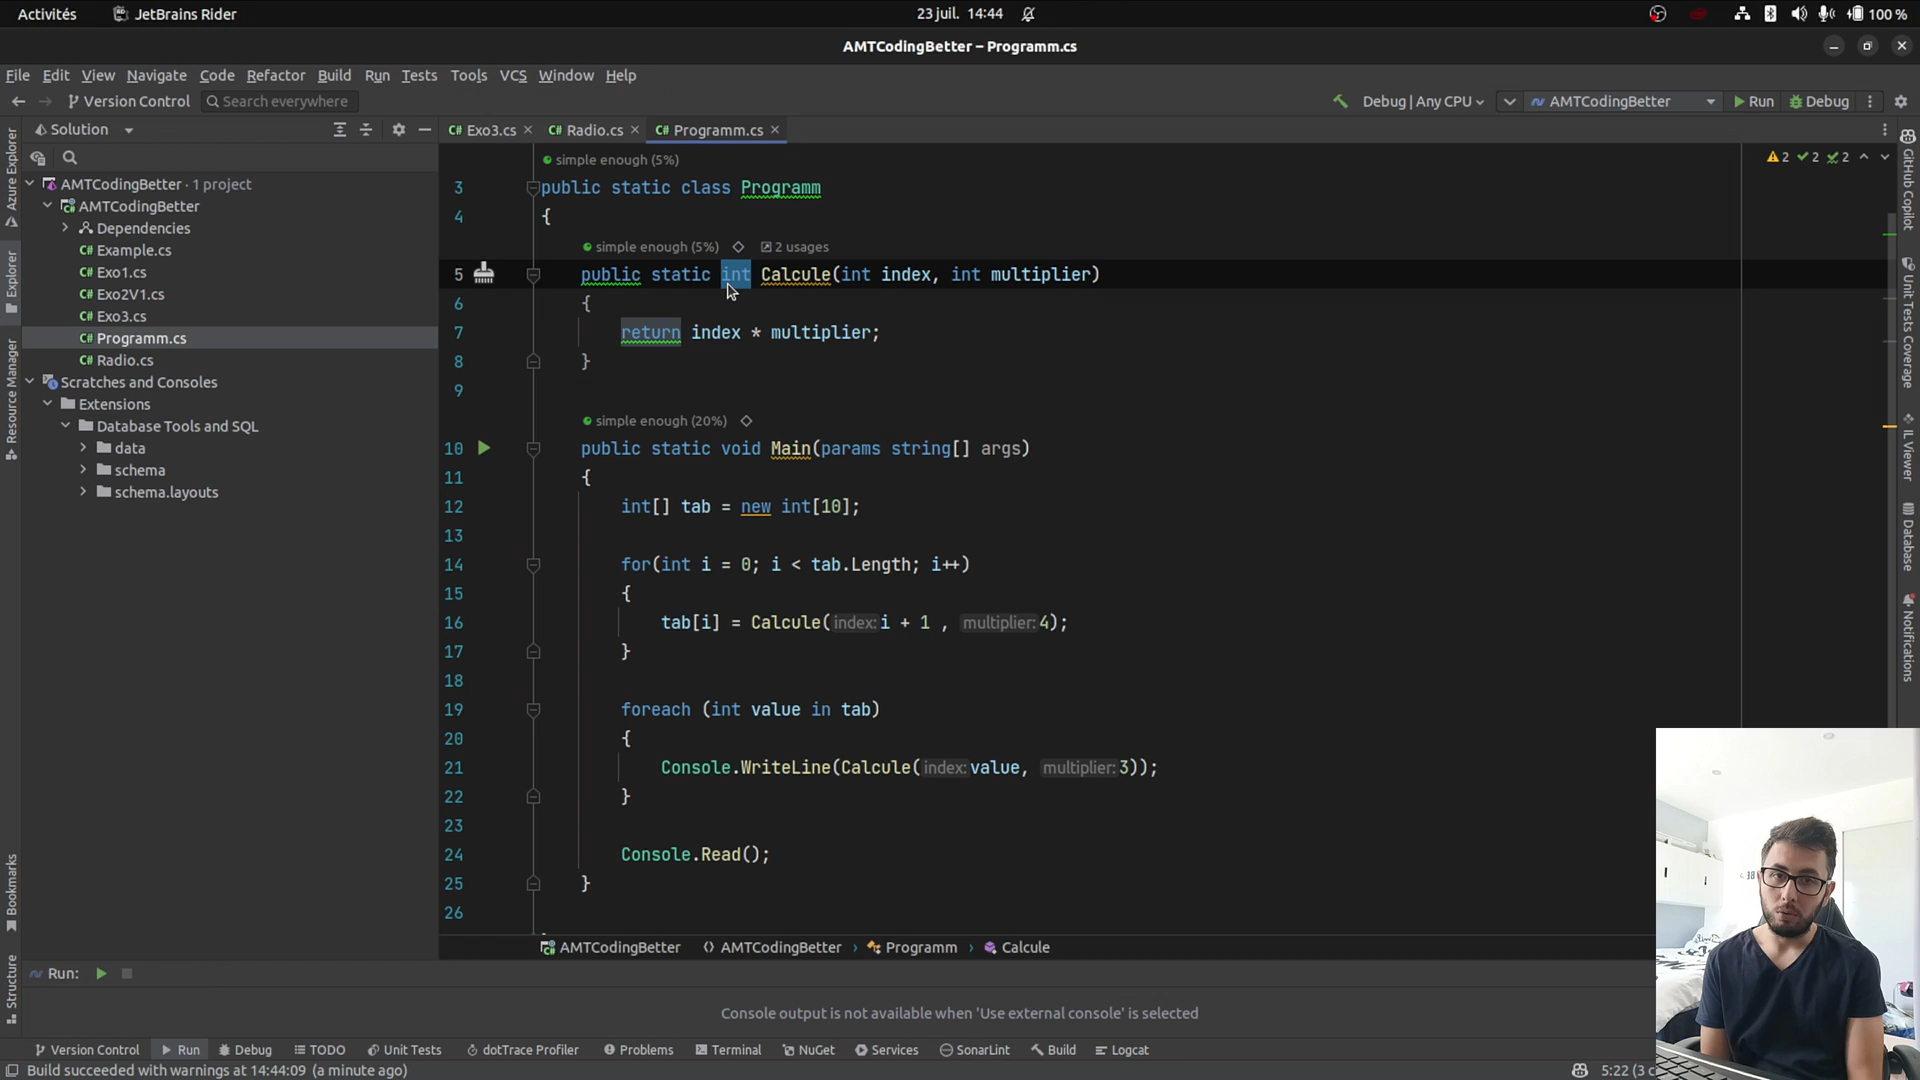 Activités JetBrains Rider 23 juil. 14:44 100 %
AMTCodingBetter – Programm.cs
File Edit View Navigate Code Refactor Build Run Tests Tools VCS Window Help
Version Control Search everywhere Debug | Any CPU AMTCodingBetter Run Debug
Solution Exo3.cs Radio.cs Programm.cs
AMTCodingBetter · 1 project
AMTCodingBetter
Dependencies
C# Example.cs
C# Exo1.cs
C# Exo2V1.cs
C# Exo3.cs
C# Programm.cs
C# Radio.cs
Scratches and Consoles
Extensions
Database Tools and SQL
data
schema
schema.layouts
simple enough (5%) 2 2 2
3 public static class Programm
4 {
simple enough (5%) 2 usages
5 public static int Calcule(int index, int multiplier)
6 {
7 return index * multiplier;
8 }
9
simple enough (20%)
10 public static void Main(params string[] args)
11 {
12 int[] tab = new int[10];
13
14 for(int i = 0; i < tab.Length; i++)
15 {
16 tab[i] = Calcule(index: i + 1 , multiplier: 4);
17 }
18
19 foreach (int value in tab)
20 {
21 Console.WriteLine(Calcule(index: value, multiplier: 3));
22 }
23
24 Console.Read();
25 }
26
AMTCodingBetter AMTCodingBetter › Programm › Calcule
Run:
Console output is not available when 'Use external console' is selected
Version Control Run Debug TODO Unit Tests dotTrace Profiler Problems Terminal NuGet Services SonarLint Build Logcat
Build succeeded with warnings at 14:44:09 (a minute ago) 5:22 (3 c
Azure Explorer
Explorer
Resource Manager
Bookmarks
Structure
GitHub Copilot
Unit Tests Coverage
IL Viewer
Database
Notifications